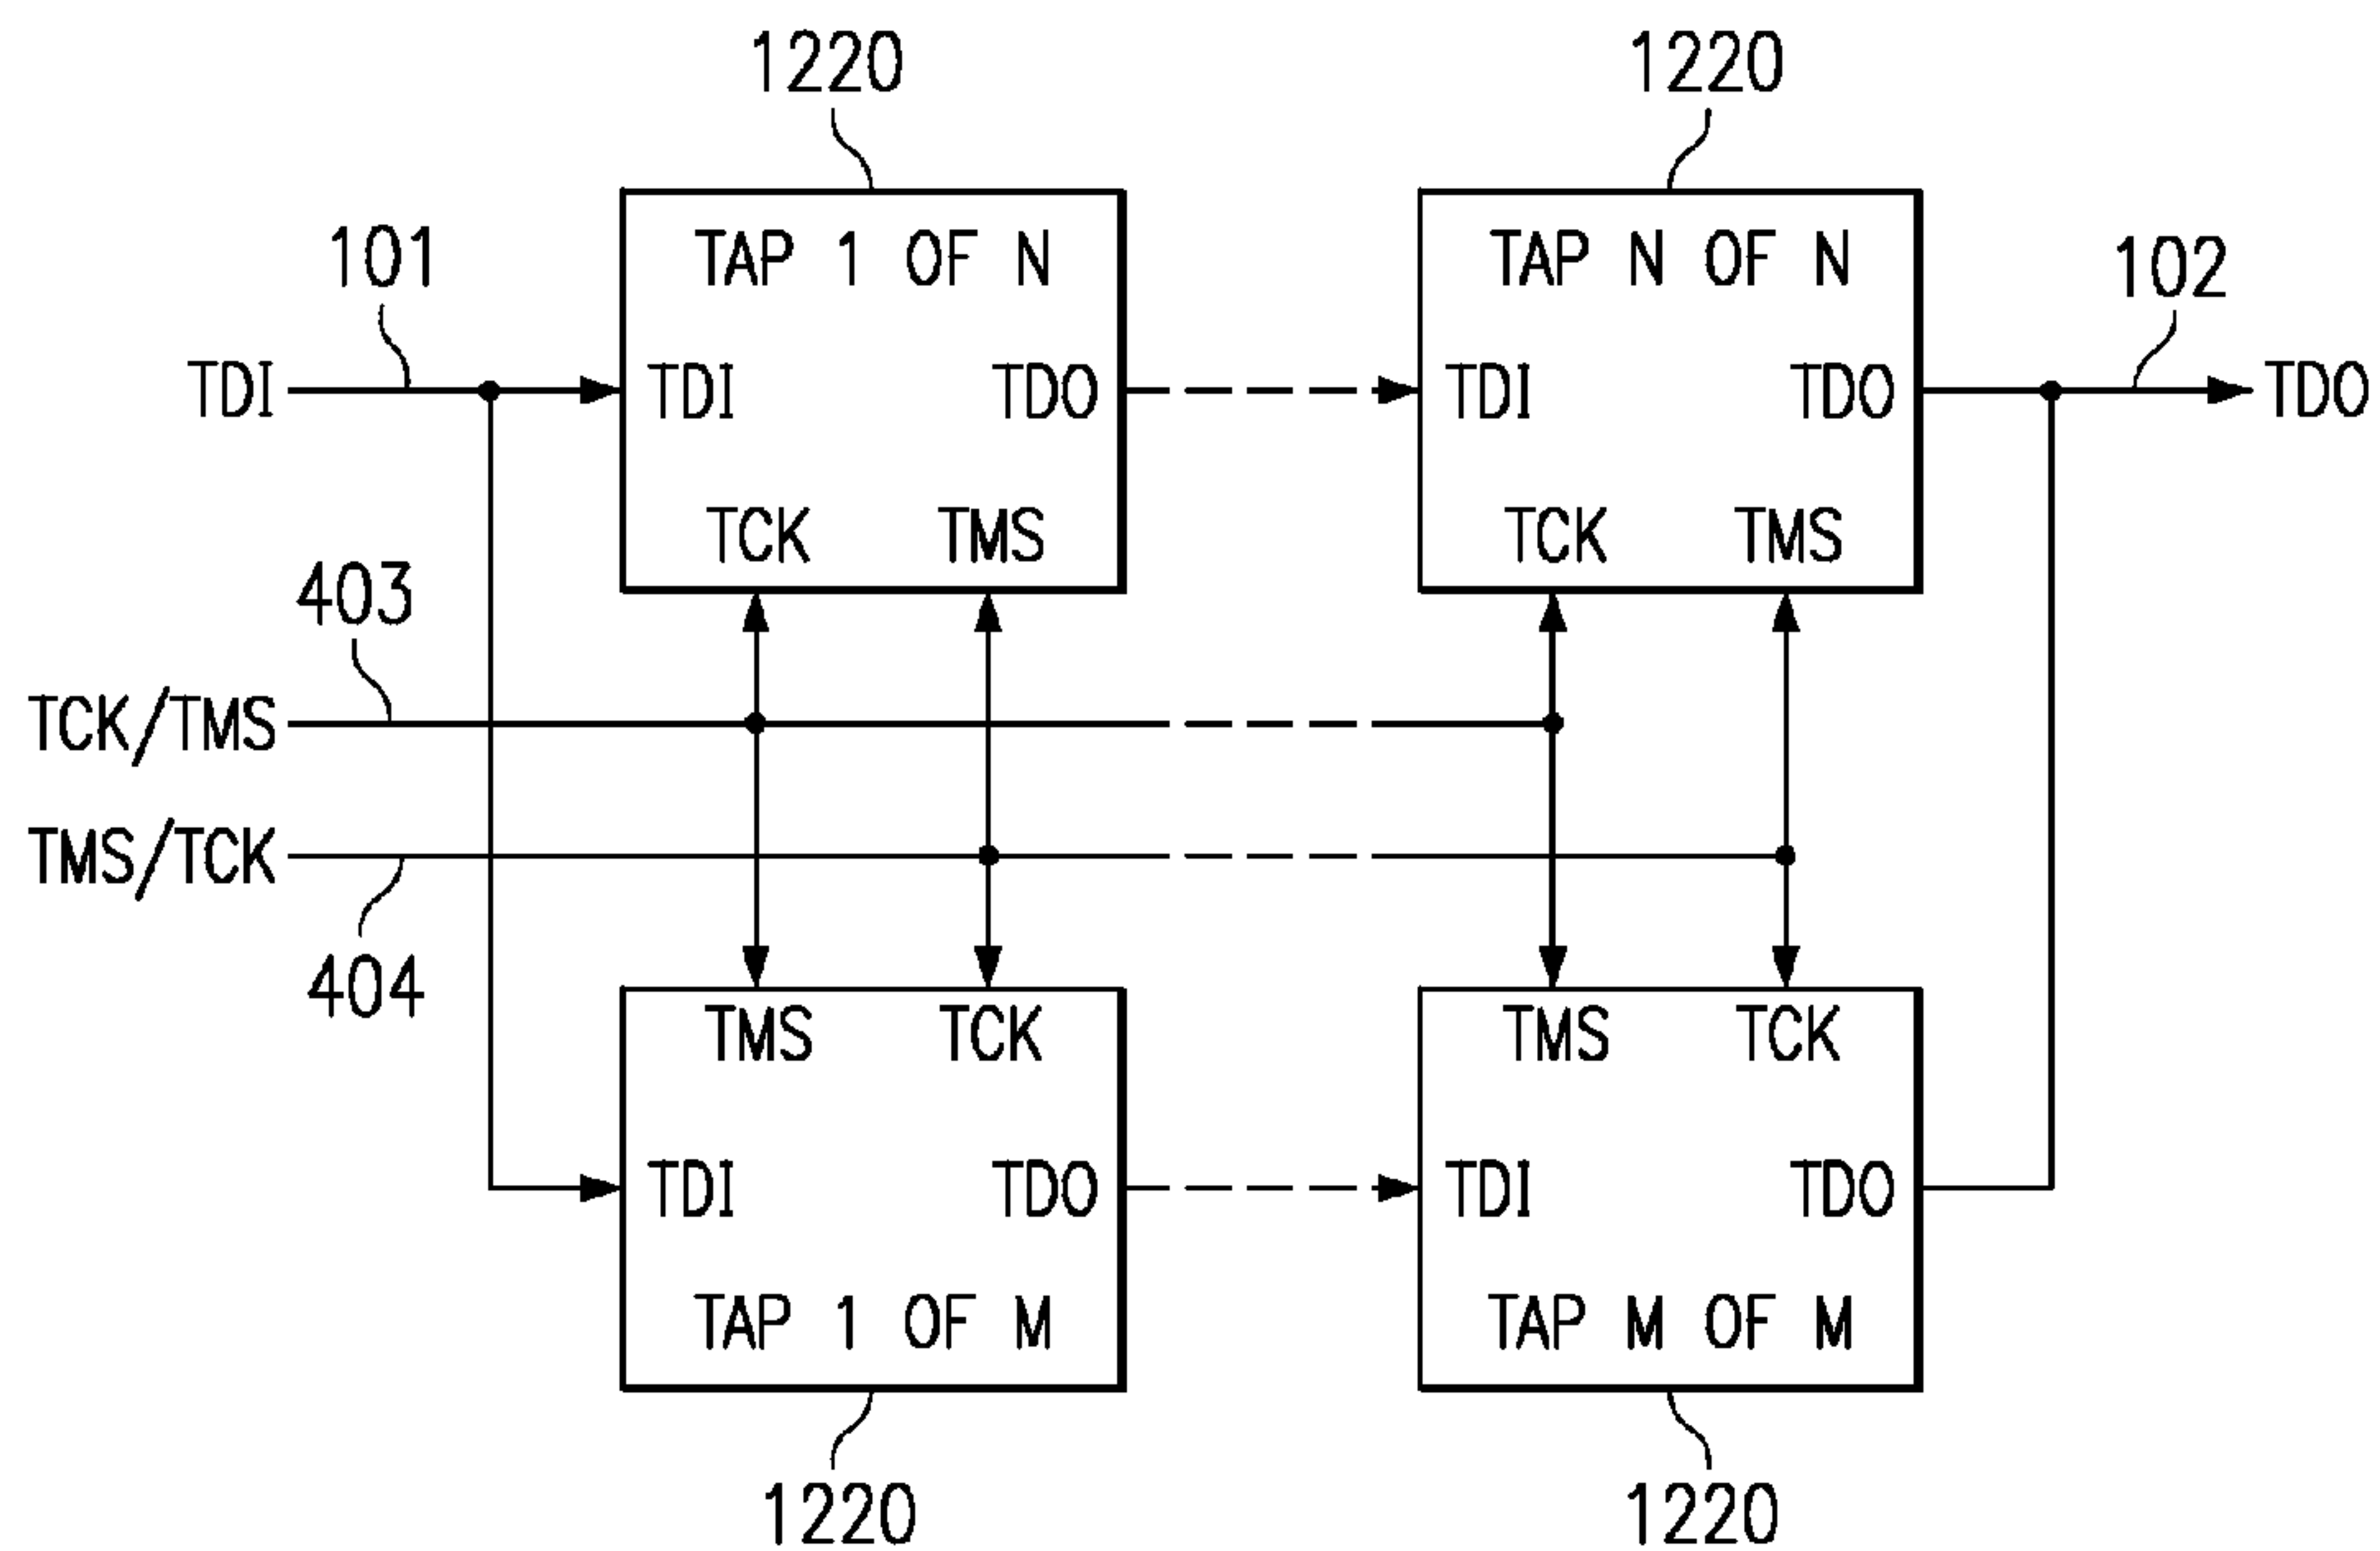 1220 1220
TAP 1 OF N TAP N OF N
101 102
TDI TDI TDO TDI TDO TDO
TCK TMS TCK TMS
403
TCK/TMS
TMS/TCK
404
TMS TCK TMS TCK
TDI TDO TDI TDO
TAP 1 OF M TAP M OF M
1220 1220